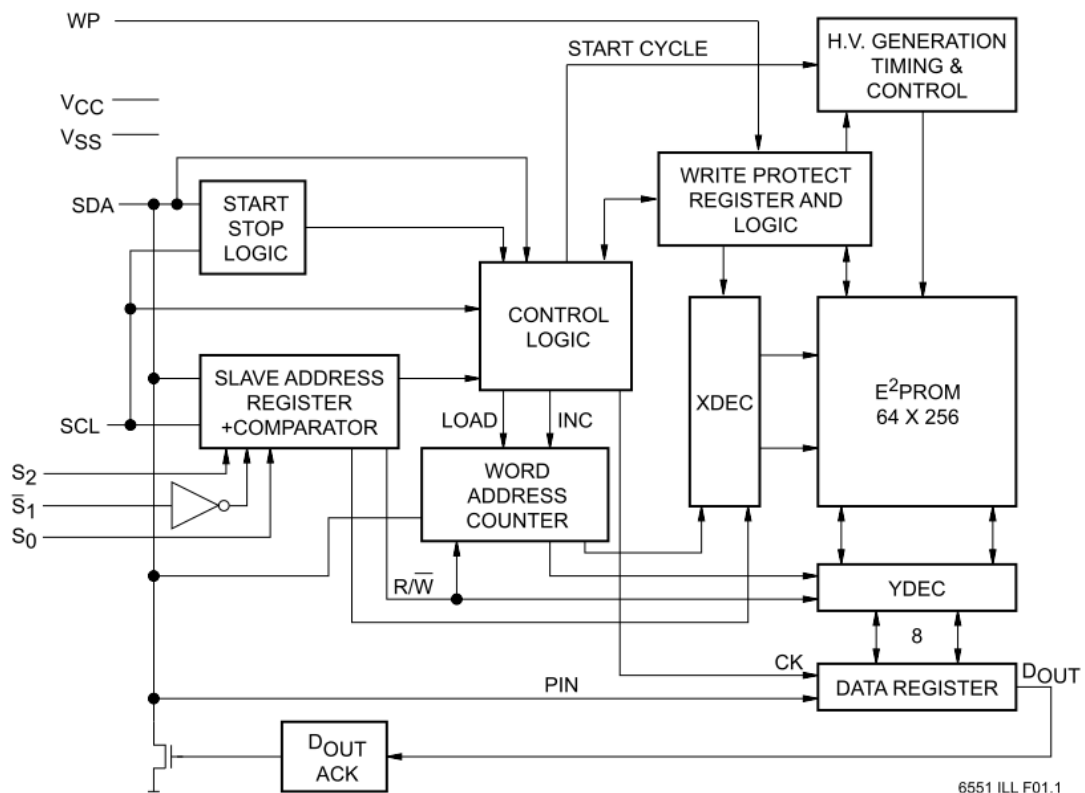 WP
START CYCLE
H.V. GENERATION
TIMING &
CONTROL
VCC
VSS
SDA
START
STOP
LOGIC
WRITE PROTECT
REGISTER AND
LOGIC
CONTROL
LOGIC
SLAVE ADDRESS
REGISTER
+COMPARATOR
SCL
LOAD
INC
XDEC
E²PROM
64 X 256
S2
S̅1
S0
WORD
ADDRESS
COUNTER
R/W̅
YDEC
8
CK
DATA REGISTER
DOUT
PIN
DOUT
ACK
6551 ILL F01.1